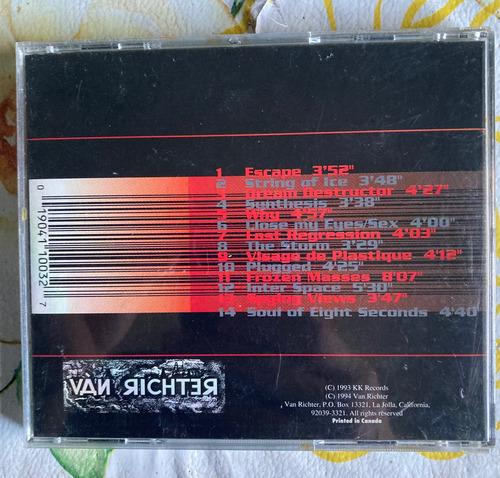 1 Escape 3'52"
2 String of Ice 3'48"
3 Dream Destructor 4'27"
4 Synthesis 3'38"
5 Why 4'57"
6 Close my Eyes/Sex 4'00"
7 Last Regression 4'03"
8 The Storm 3'29"
9 Visage de Plastique 4'12"
10 Plugged 4'25"
11 Frozen Masses 8'07"
12 Inter Space 5'30"
13 Views 3'47"
14 Soul of Eight Seconds 4'40"
0 19041 10032 7
VAN RICHTER
(C) 1993 KK Records
(C) 1994 Van Richter
Van Richter, P.O. Box 13321, La Jolla, California,
92039-3321. All rights reserved
Printed in Canada